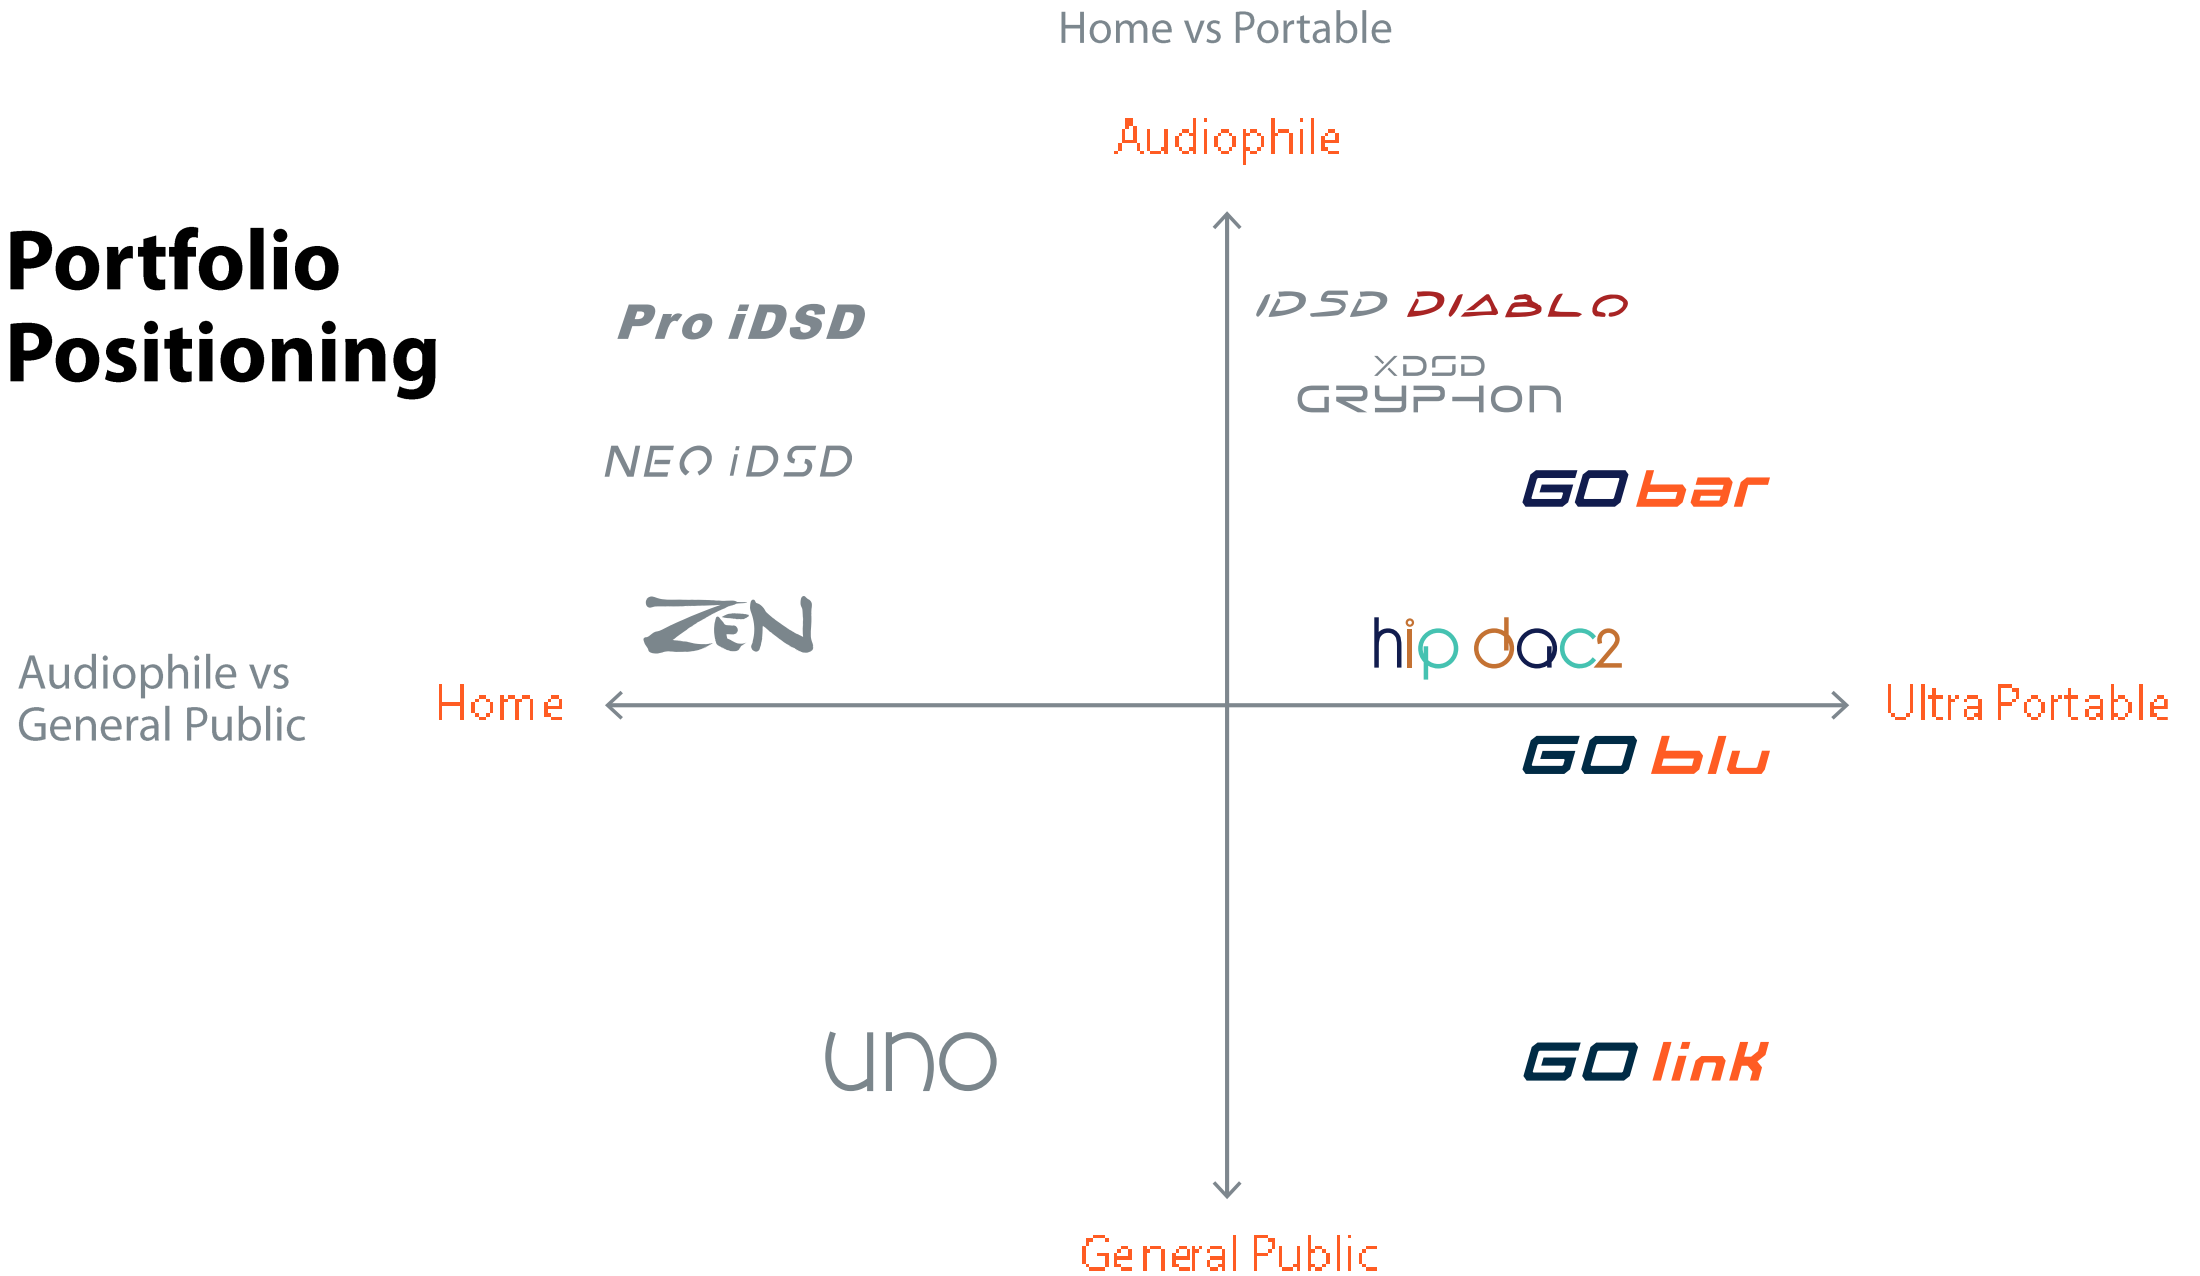 Home vs Portable
Audiophile
Portfolio
Positioning
Pro iDSD
iDSD DIABLO
XDSD
GRYPHON
NEO iDSD
GO bar
ZEN
hip dac2
Audiophile vs
General Public
Home
Ultra Portable
GO blu
uno
GO link
General Public